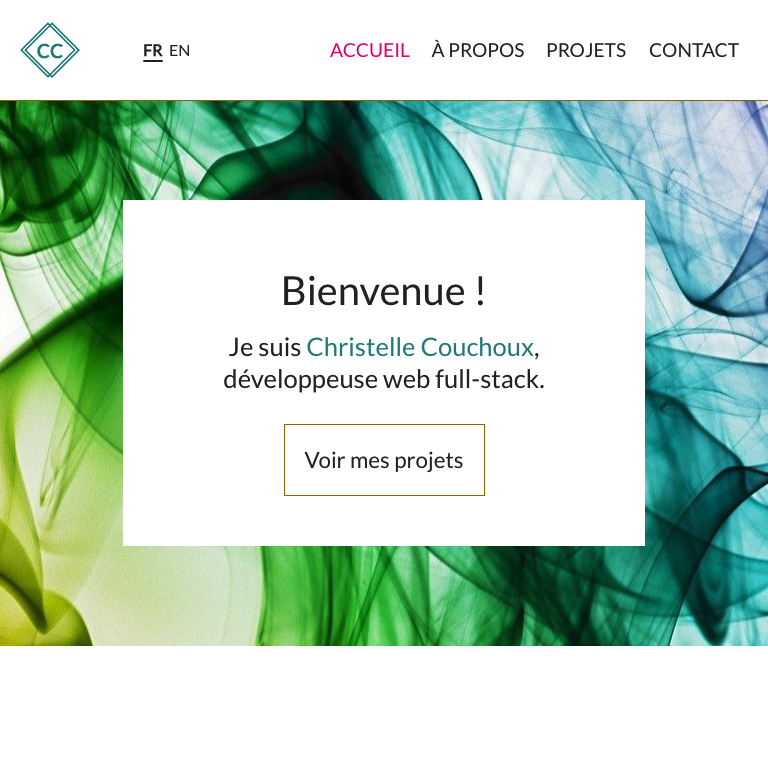 CC
FR EN
ACCUEIL À PROPOS PROJETS CONTACT
Bienvenue !
Je suis Christelle Couchoux,
développeuse web full-stack.
Voir mes projets